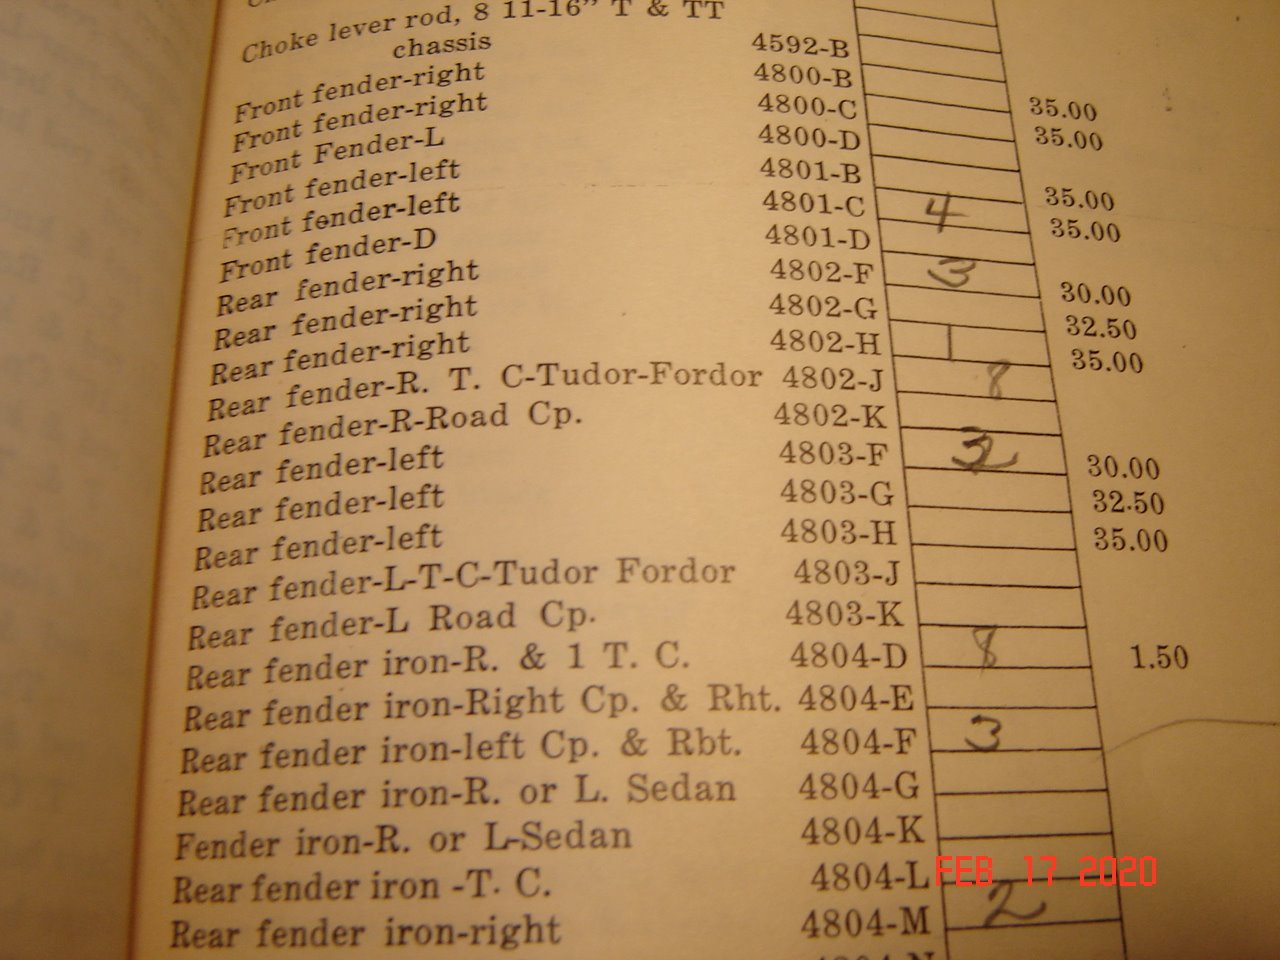 Choke lever rod, 8 11-16" T & TT
chassis 4592-B
Front fender-right 4800-B 35.00
Front fender-right 4800-C 35.00
Front Fender-L 4800-D
Front fender-left 4801-B 35.00
Front fender-left 4801-C 4 35.00
Front fender-D 4801-D
Rear fender-right 4802-F 3 30.00
Rear fender-right 4802-G 32.50
Rear fender-right 4802-H 1 35.00
Rear fender-R. T. C-Tudor-Fordor 4802-J 8
Rear fender-R-Road Cp. 4802-K
Rear fender-left 4803-F 30.00
Rear fender-left 4803-G 32.50
Rear fender-left 4803-H 35.00
Rear fender-L-T-C-Tudor Fordor 4803-J
Rear fender-L Road Cp. 4803-K
Rear fender iron-R. & 1 T. C. 4804-D 8 1.50
Rear fender iron-Right Cp. & Rht. 4804-E
Rear fender iron-left Cp. & Rbt. 4804-F 3
Rear fender iron-R. or L. Sedan 4804-G
Fender iron-R. or L-Sedan 4804-K
Rear fender iron -T. C. 4804-L
Rear fender iron-right 4804-M 2
FEB 17 2020